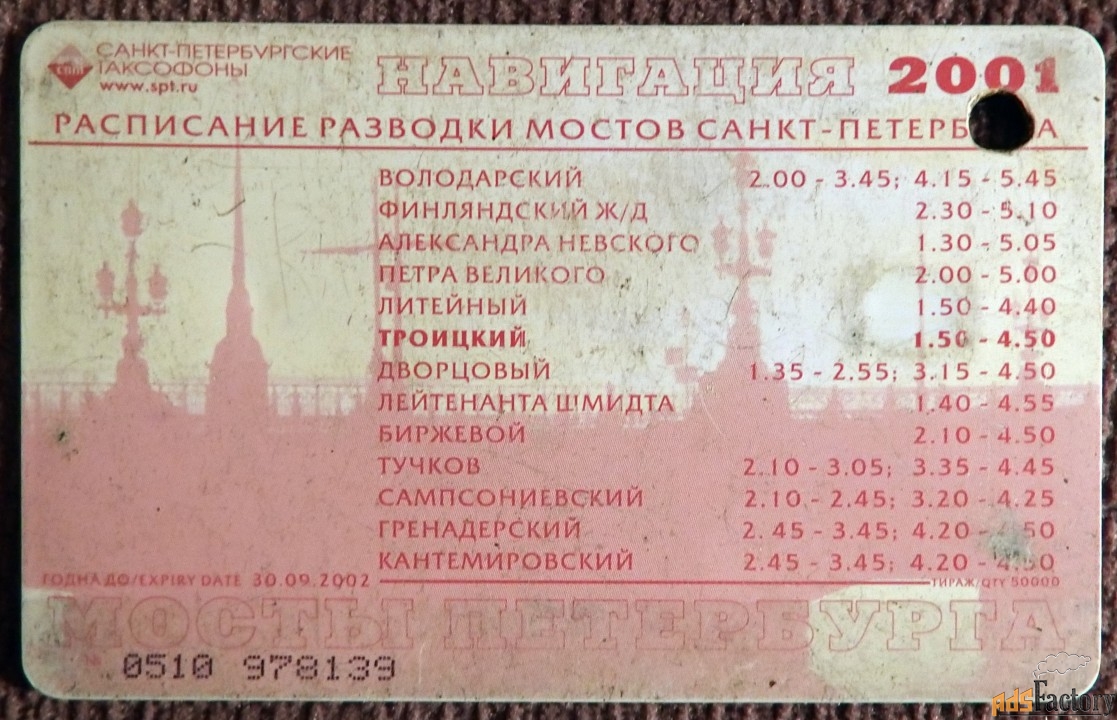 САНКТ-ПЕТЕРБУРГСКИЕ
ТАКСОФОНЫ
спт
www.spt.ru
НАВИГАЦИЯ 2001
РАСПИСАНИЕ РАЗВОДКИ МОСТОВ САНКТ-ПЕТЕРБ А
ВОЛОДАРСКИЙ 2.00 - 3.45; 4.15 - 5.45
ФИНЛЯНДСКИЙ Ж/Д 2.30 - 5.10
АЛЕКСАНДРА НЕВСКОГО 1.30 - 5.05
ПЕТРА ВЕЛИКОГО 2.00 - 5.00
ЛИТЕЙНЫЙ 1.50 - 4.40
ТРОИЦКИЙ 1.50 - 4.50
ДВОРЦОВЫЙ 1.35 - 2.55; 3.15 - 4.50
ЛЕЙТЕНАНТА ШМИДТА 1.40 - 4.55
БИРЖЕВОЙ 2.10 - 4.50
ТУЧКОВ 2.10 - 3.05; 3.35 - 4.45
САМПСОНИЕВСКИЙ 2.10 - 2.45; 3.20 - 4.25
ГРЕНАДЕРСКИЙ 2.45 - 3.45; 4.20 - 50
КАНТЕМИРОВСКИЙ 2.45 - 3.45; 4.20 - 4.50
ГОДНА ДО/EXPIRY DATE 30.09.2002 ТИРАЖ/QTY 50000
МОСТЫ ПЕТЕРБУРГА
0510 978139
AdsFactory